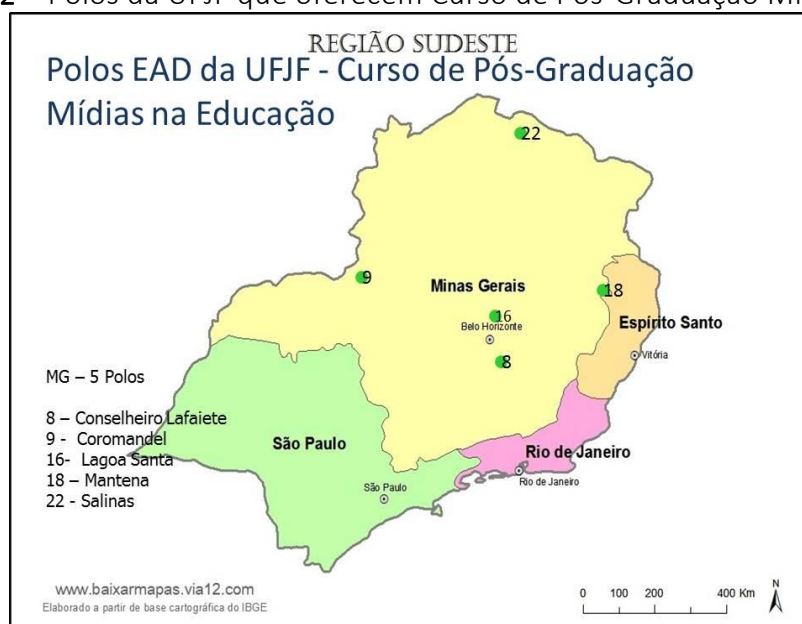 2 – Polos da UFJF que oferecem Curso de Pós-Graduação Mí
REGIÃO SUDESTE
Polos EAD da UFJF - Curso de Pós-Graduação
Mídias na Educação
22
9
Minas Gerais
18
16
Belo Horizonte
Espírito Santo
Vitória
8
MG – 5 Polos
8 – Conselheiro Lafaiete
9 - Coromandel
16- Lagoa Santa
18 – Mantena
22 - Salinas
São Paulo
Rio de Janeiro
Rio de Janeiro
São Paulo
www.baixarmapas.via12.com
Elaborado a partir de base cartográfica do IBGE
0 100 200 400 Km
N